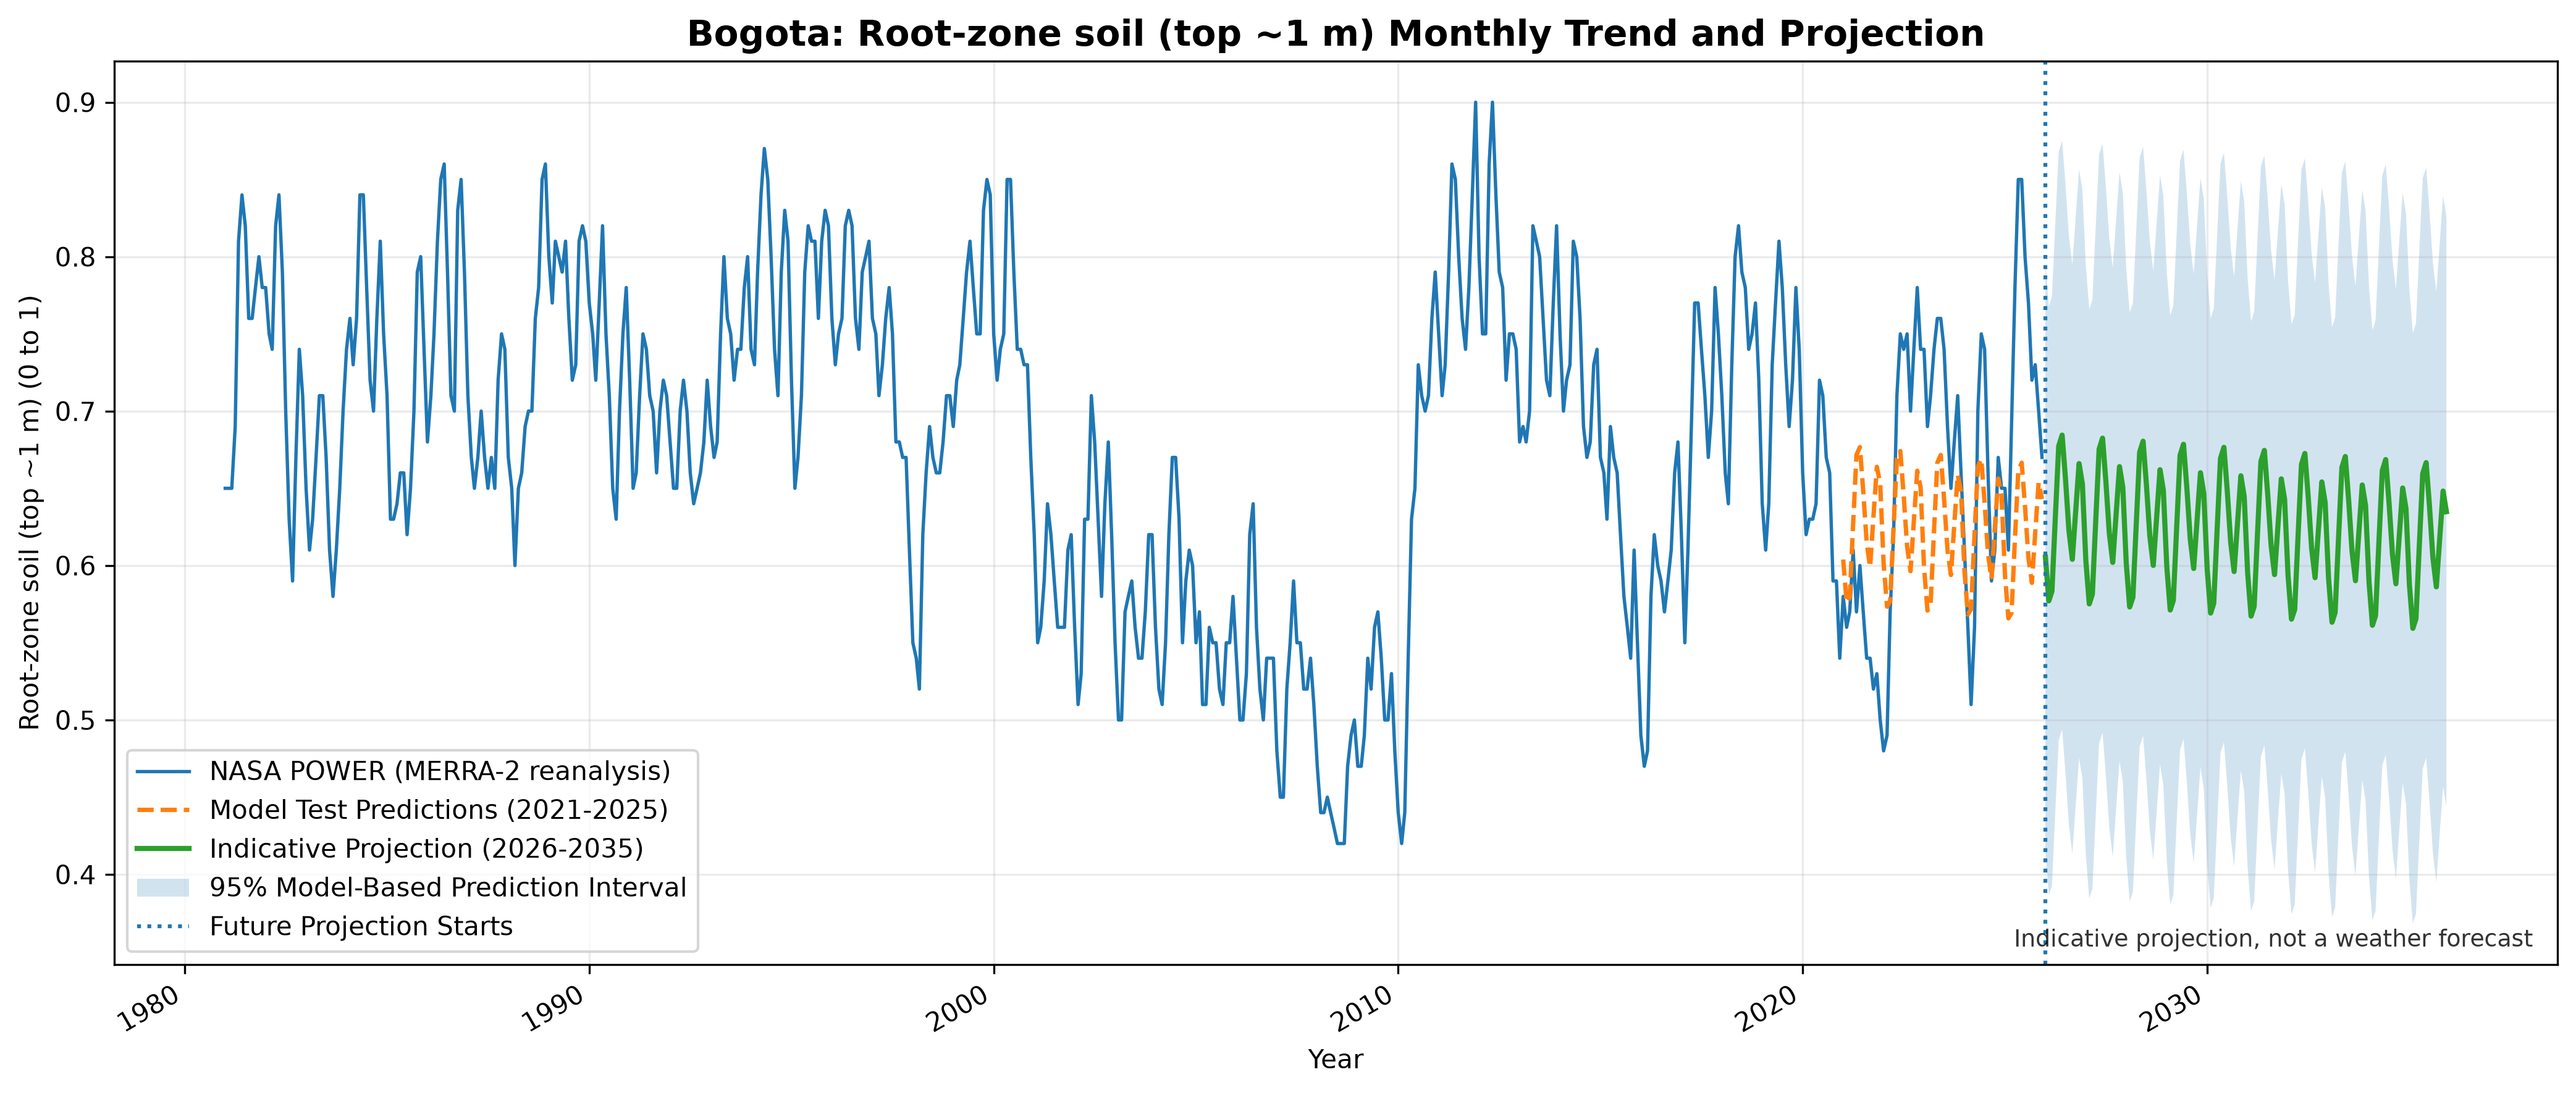 Bogota: Root-zone soil (top ~1 m) Monthly Trend and Projection
Root-zone soil (top ~1 m) (0 to 1)
0.9
0.8
0.7
0.6
0.5
0.4
NASA POWER (MERRA-2 reanalysis)
Model Test Predictions (2021-2025)
Indicative Projection (2026-2035)
95% Model-Based Prediction Interval
Future Projection Starts
Indicative projection, not a weather forecast
1980
1990
2000
2010
2020
2030
Year